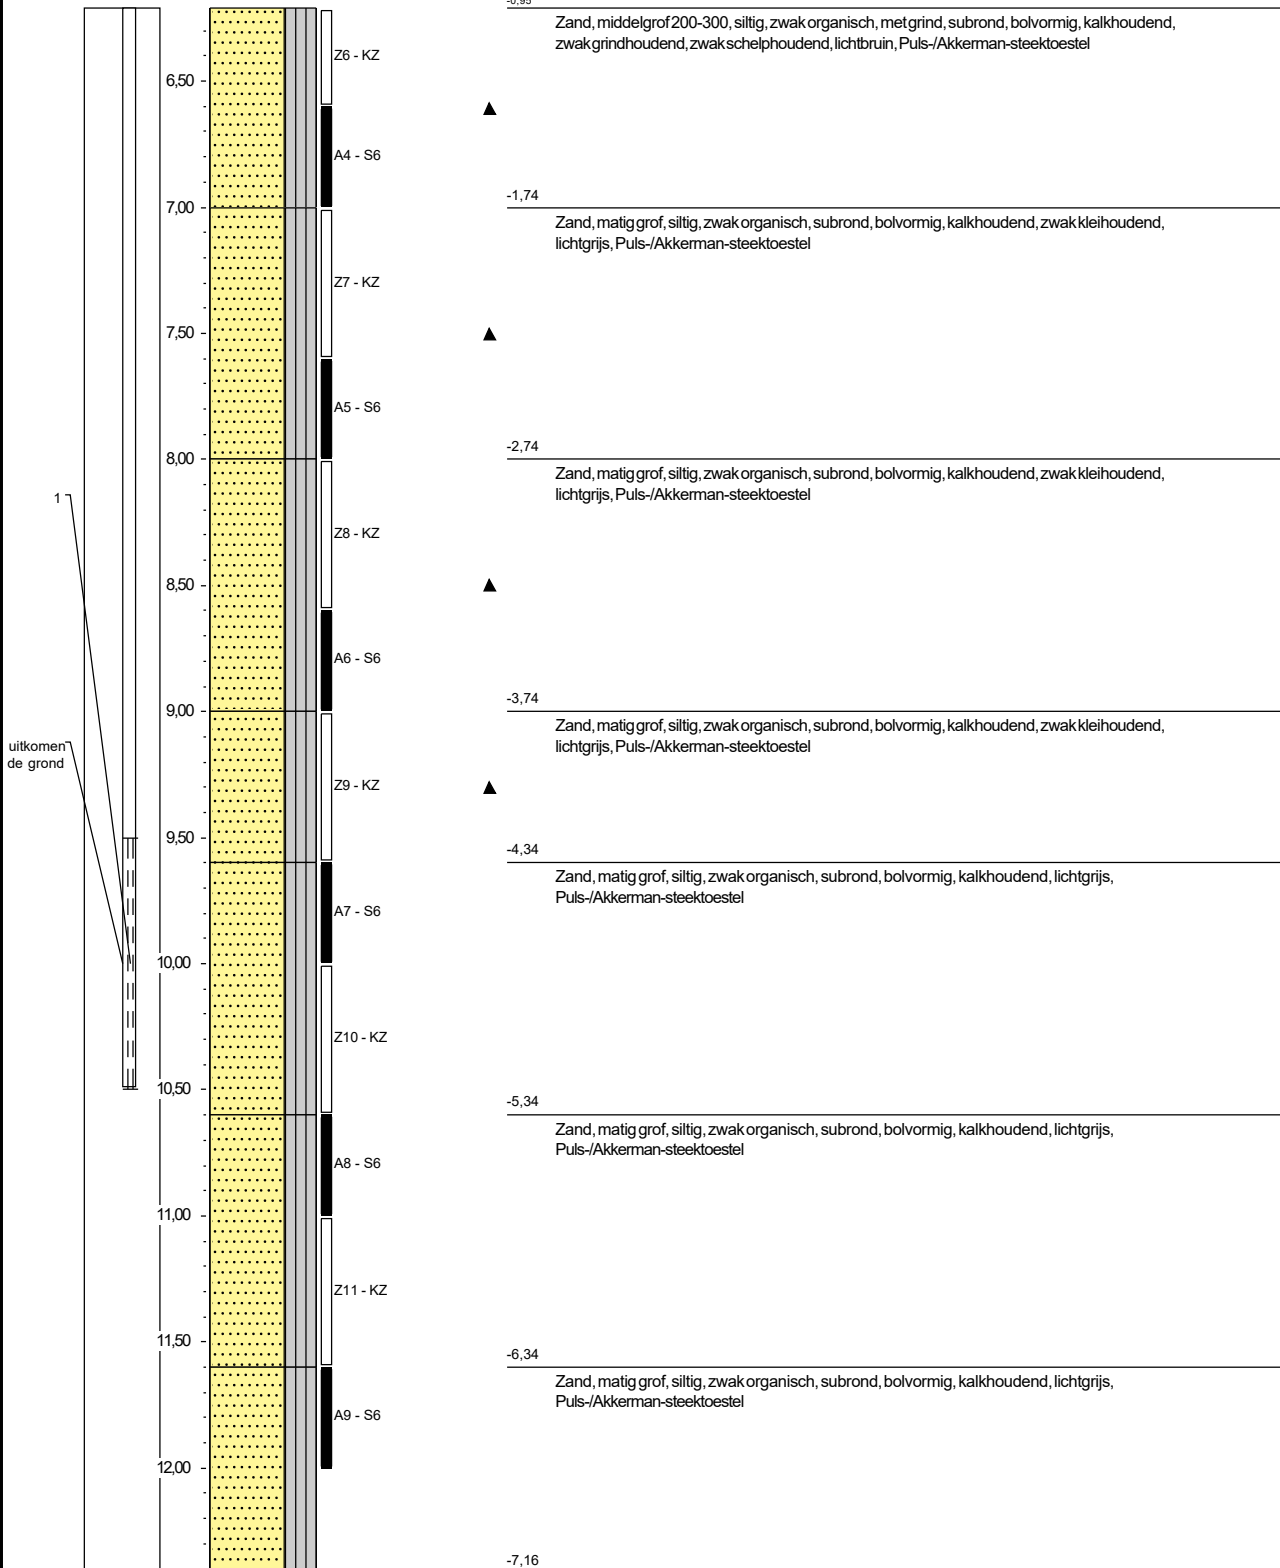 -0,95
Zand, middelgrof 200-300, siltig, zwak organisch, met grind, subrond, bolvormig, kalkhoudend,
zwak grindhoudend, zwak schelphoudend, lichtbruin, Puls-/Akkerman-steektoestel
Z6 - KZ
6,50
A4 - S6
-1,74
7,00
Zand, matig grof, siltig, zwak organisch, subrond, bolvormig, kalkhoudend, zwak kleihoudend,
lichtgrijs, Puls-/Akkerman-steektoestel
Z7 - KZ
7,50
A5 - S6
-2,74
8,00
Zand, matig grof, siltig, zwak organisch, subrond, bolvormig, kalkhoudend, zwak kleihoudend,
lichtgrijs, Puls-/Akkerman-steektoestel
1
Z8 - KZ
8,50
A6 - S6
-3,74
9,00
Zand, matig grof, siltig, zwak organisch, subrond, bolvormig, kalkhoudend, zwak kleihoudend,
lichtgrijs, Puls-/Akkerman-steektoestel
uitkomen
de grond
Z9 - KZ
9,50
-4,34
Zand, matig grof, siltig, zwak organisch, subrond, bolvormig, kalkhoudend, lichtgrijs,
Puls-/Akkerman-steektoestel
A7 - S6
10,00
Z10 - KZ
10,50
-5,34
Zand, matig grof, siltig, zwak organisch, subrond, bolvormig, kalkhoudend, lichtgrijs,
Puls-/Akkerman-steektoestel
A8 - S6
11,00
Z11 - KZ
11,50
-6,34
Zand, matig grof, siltig, zwak organisch, subrond, bolvormig, kalkhoudend, lichtgrijs,
Puls-/Akkerman-steektoestel
A9 - S6
12,00
-7,16